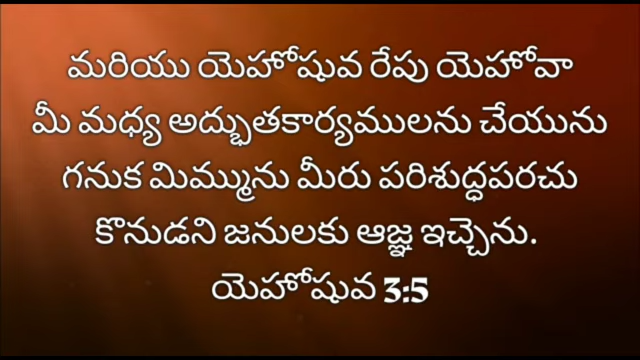 మరియు యెహోషువ రేపు యెహోవా
మీ మధ్య అద్భుతకార్యములను చేయును
గనుక మిమ్మును మీరు పరిశుద్ధపరచు
కొనుడని జనులకు ఆజ్ఞ ఇచ్చెను.
యెహోషువ 3:5